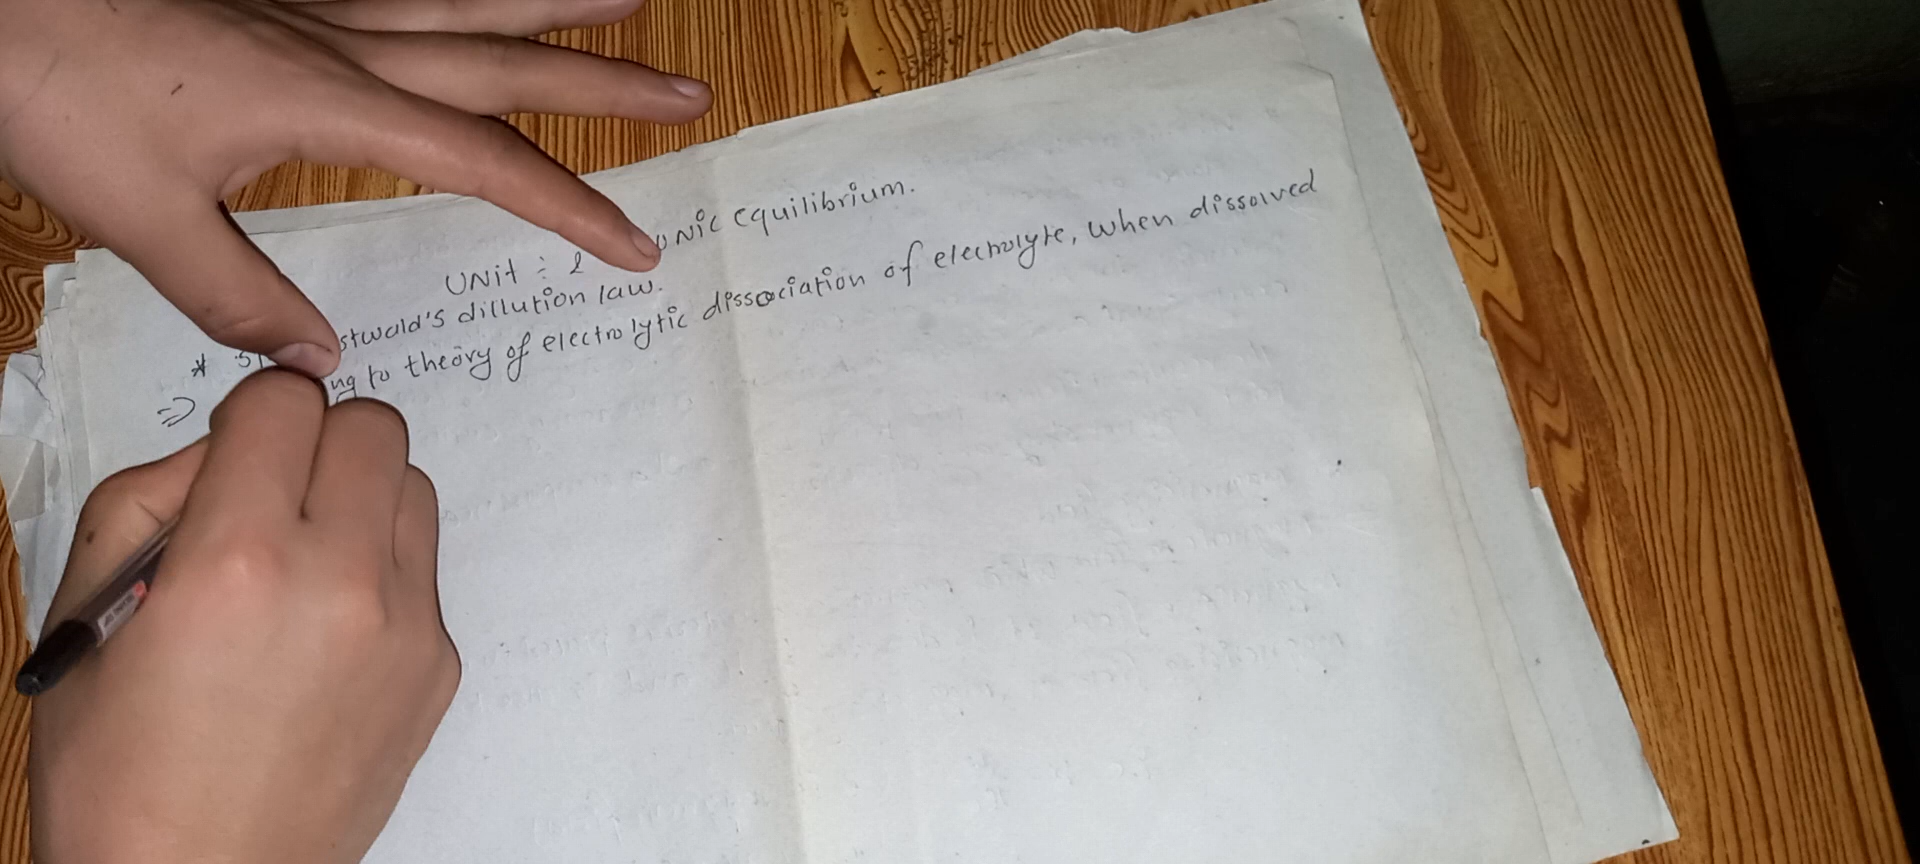 UNit ÷ 2 onic equilibrium.
* stwald's dillution law.
=> ng to theory of electrolytic dissociation of electrolyte, when dissolved